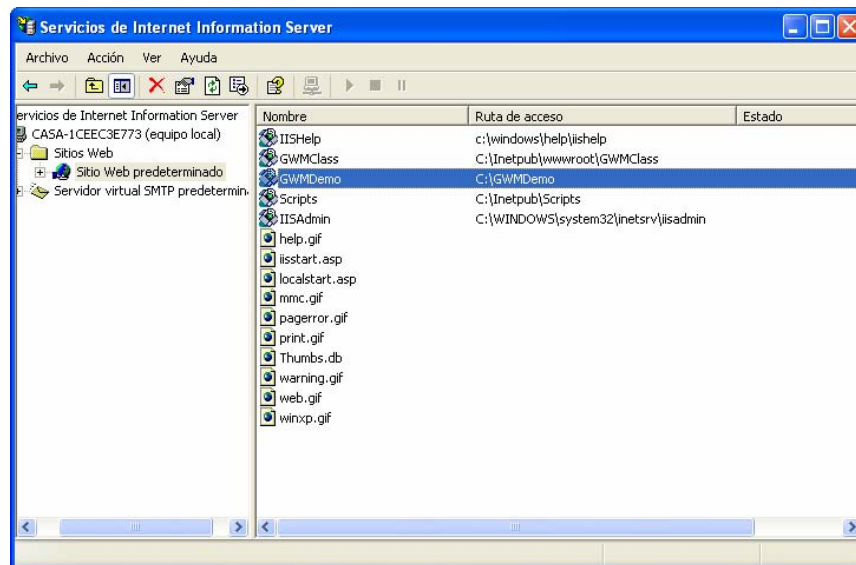 Servicios de Internet Information Server
Archivo Acción Ver Ayuda
ervicios de Internet Information Server
CASA-1CEEC3E773 (equipo local)
Sitios Web
Sitio Web predeterminado
Servidor virtual SMTP predetermin
Nombre Ruta de acceso Estado
IISHelp c:\windows\help\iishelp
GWMClass C:\Inetpub\wwwroot\GWMClass
GWMDemo C:\GWMDemo
Scripts C:\Inetpub\Scripts
IISAdmin C:\WINDOWS\system32\inetsrv\iisadmin
help.gif
iisstart.asp
localstart.asp
mmc.gif
pagerror.gif
print.gif
Thumbs.db
warning.gif
web.gif
winxp.gif